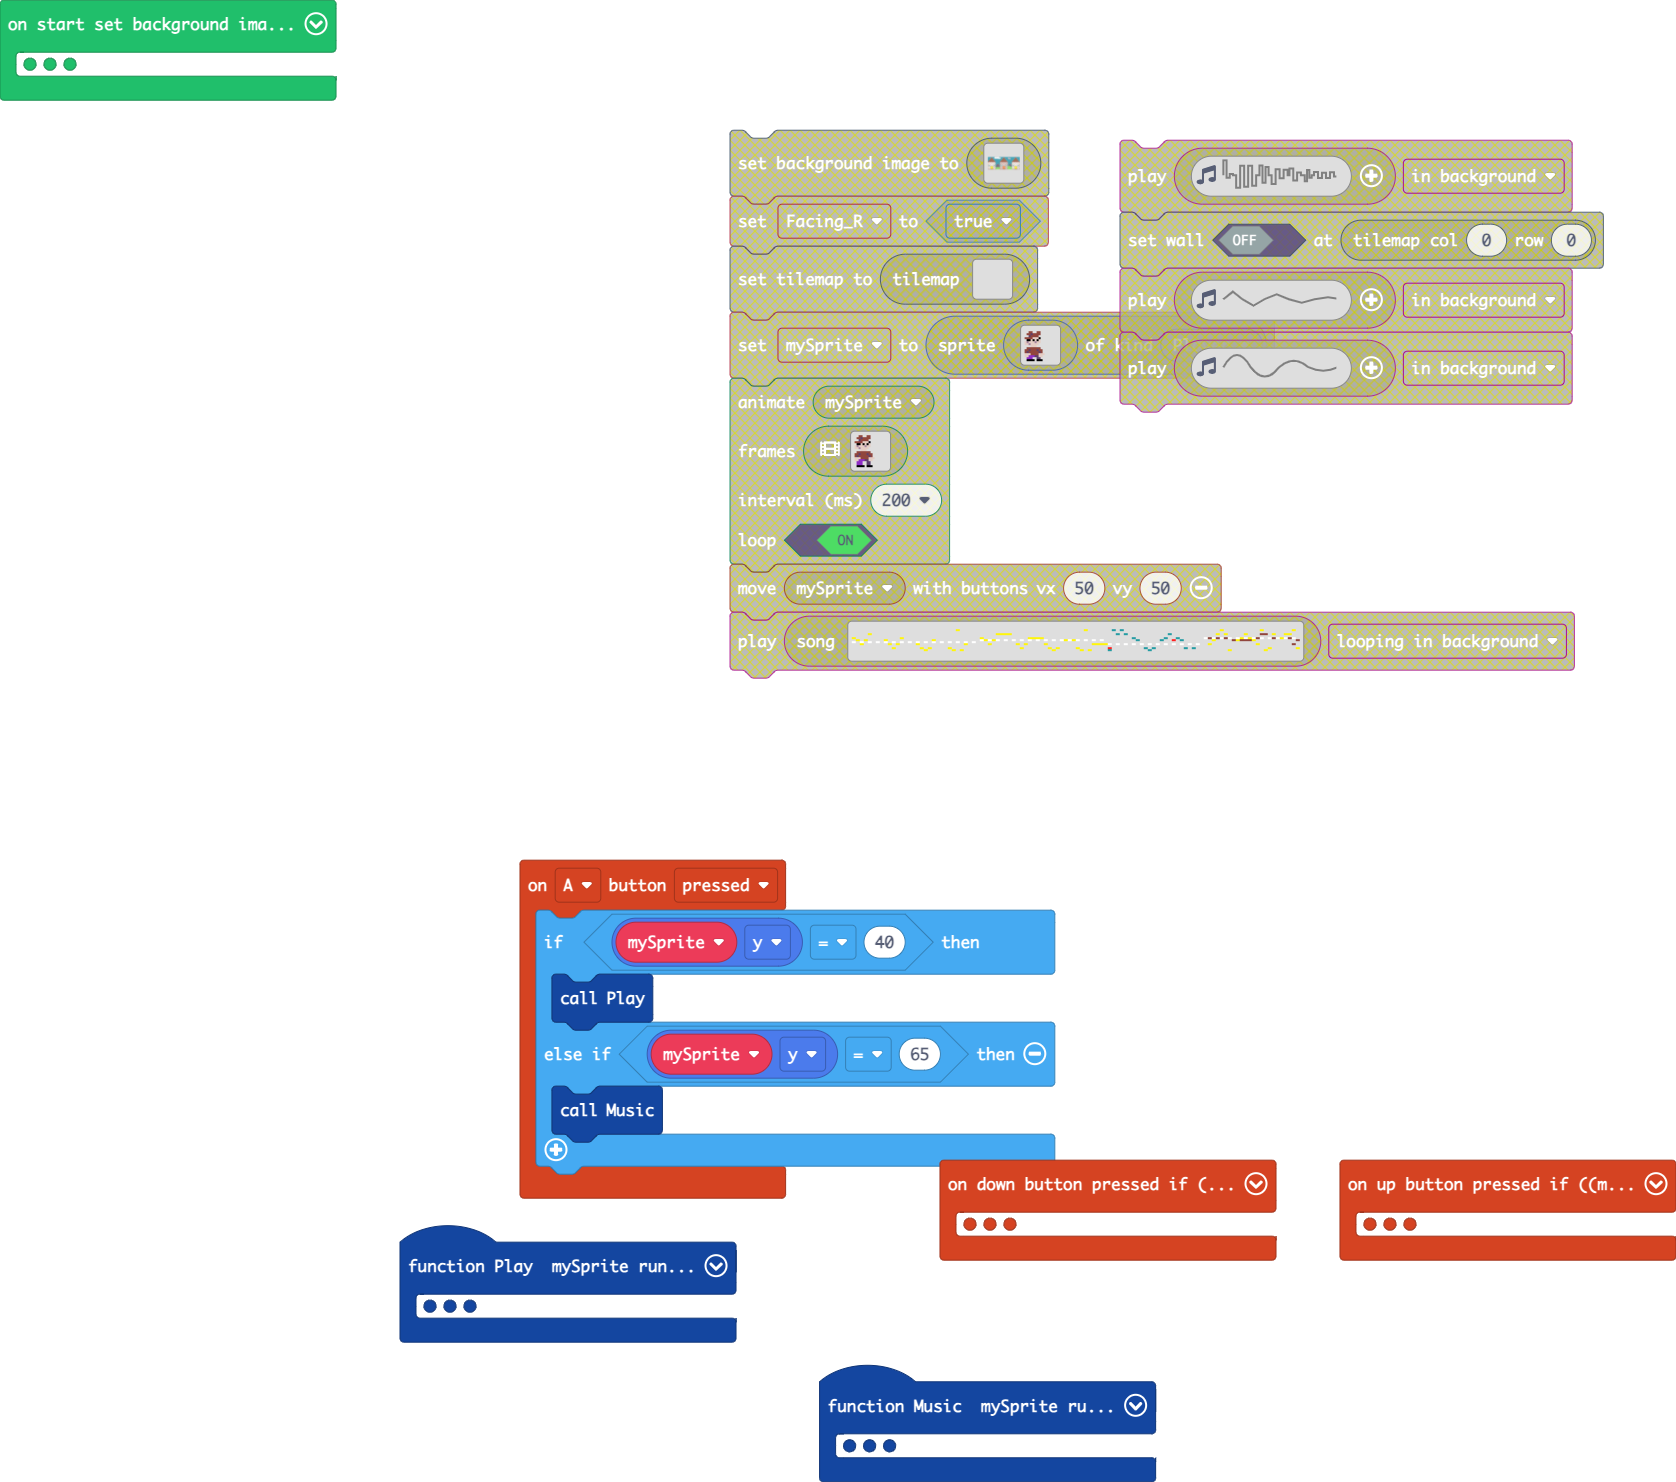 on start set background ima...
set background image to
set Facing_R to true
set tilemap to tilemap
set mySprite to sprite of kind Pl
animate mySprite
frames
interval (ms) 200
loop ON
move mySprite with buttons vx 50 vy 50
play song looping in background
play in background
set wall OFF at tilemap col 0 row 0
play in background
play in background
on A button pressed
if mySprite y = 40 then
call Play
else if mySprite y = 65 then
call Music
on down button pressed if (...
on up button pressed if ((m...
function Play mySprite run...
function Music mySprite ru...